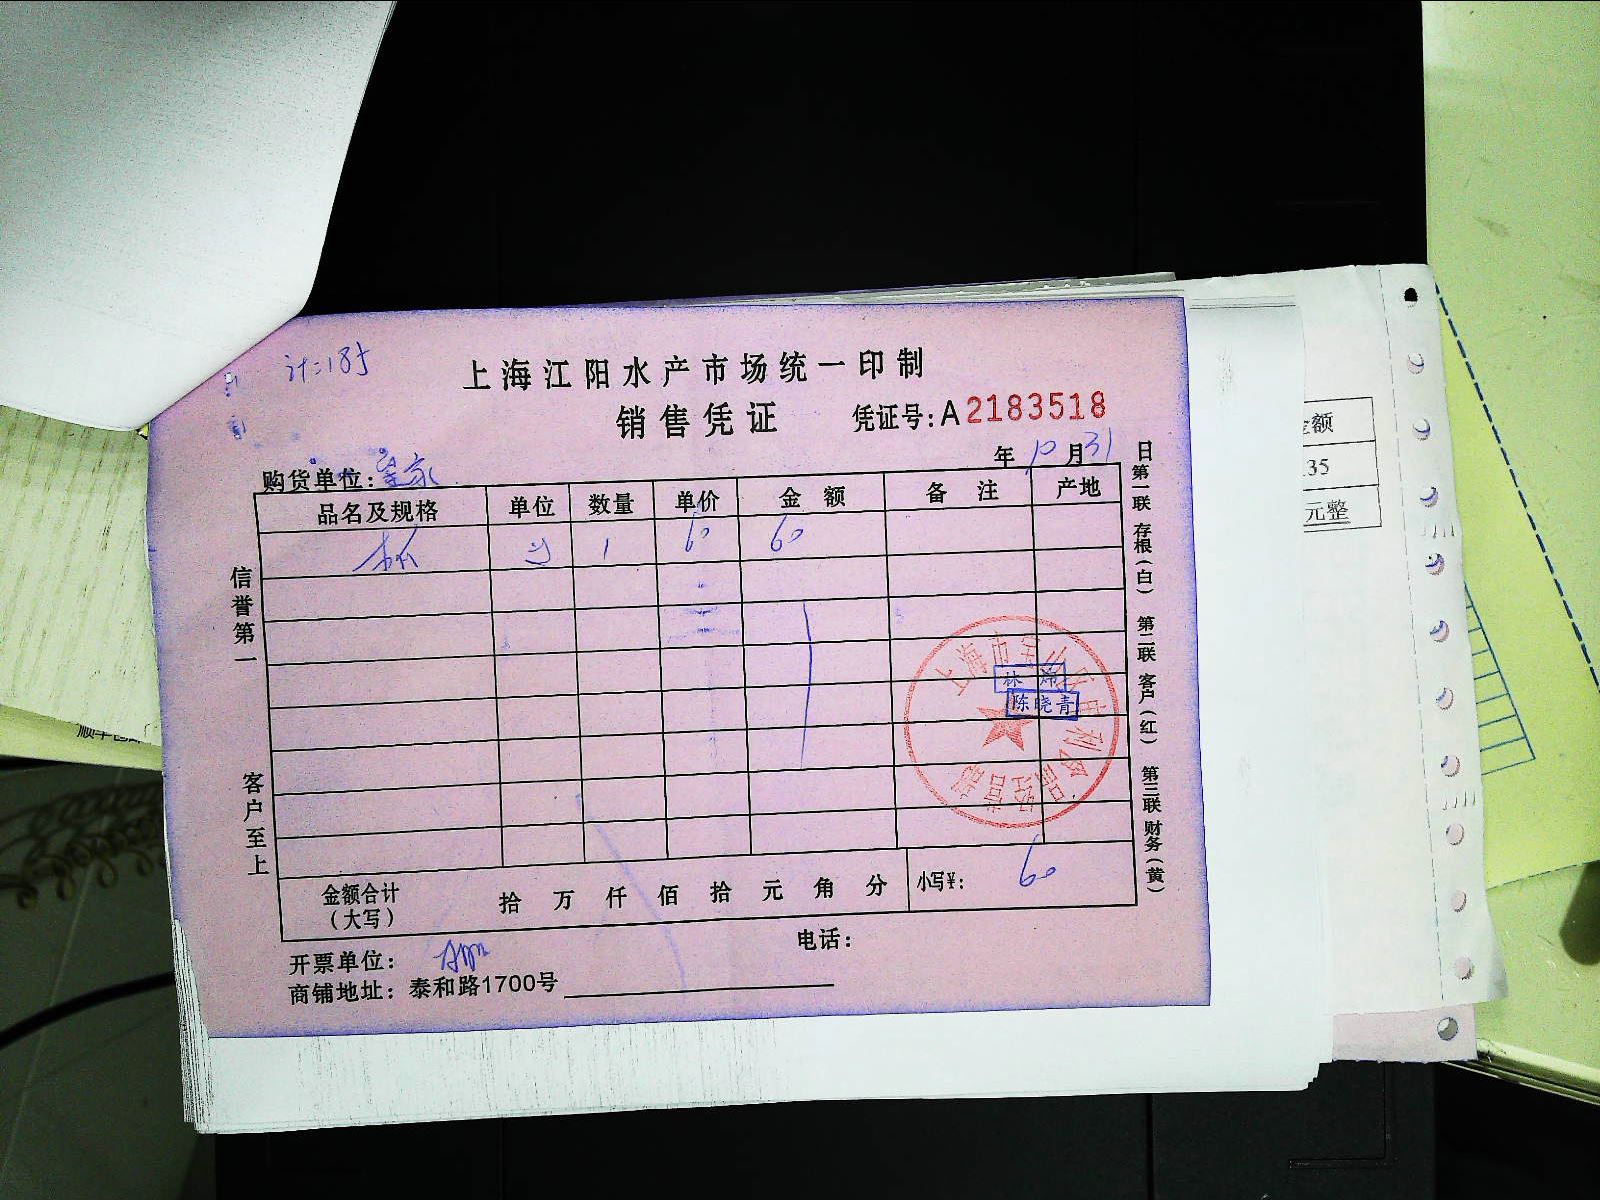 上海江阳水产市场统一印制
销售凭证
凭证号:A2183518
年 10 月 31 日
购货单位:
品名及规格 单位 数量 单价 金额 备注 产地
1 60 60
信誉第一
客户至上
第一联 存根(白) 第二联 客户(红) 第三联 财务(黄)
陈晓青
金额合计(大写) 拾 万 仟 佰 拾 元 角 分 小写¥: 60
开票单位:
电话:
商铺地址: 泰和路1700号
金额
35
元整